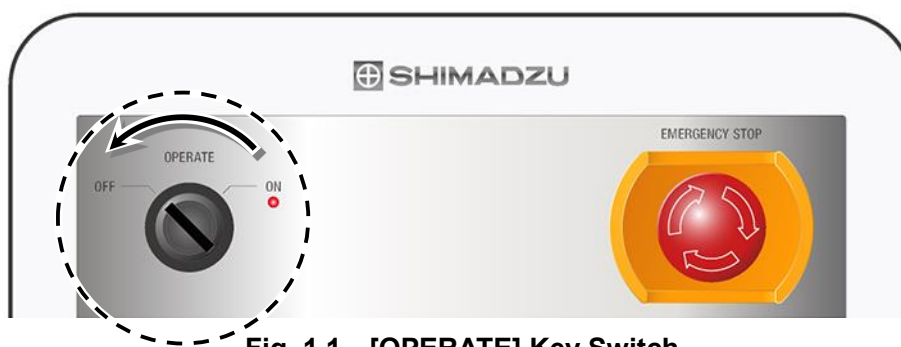 SHIMADZU
EMERGENCY STOP
OPERATE
OFF
ON
Fig. 1.1 [OPERATE] Key Switch